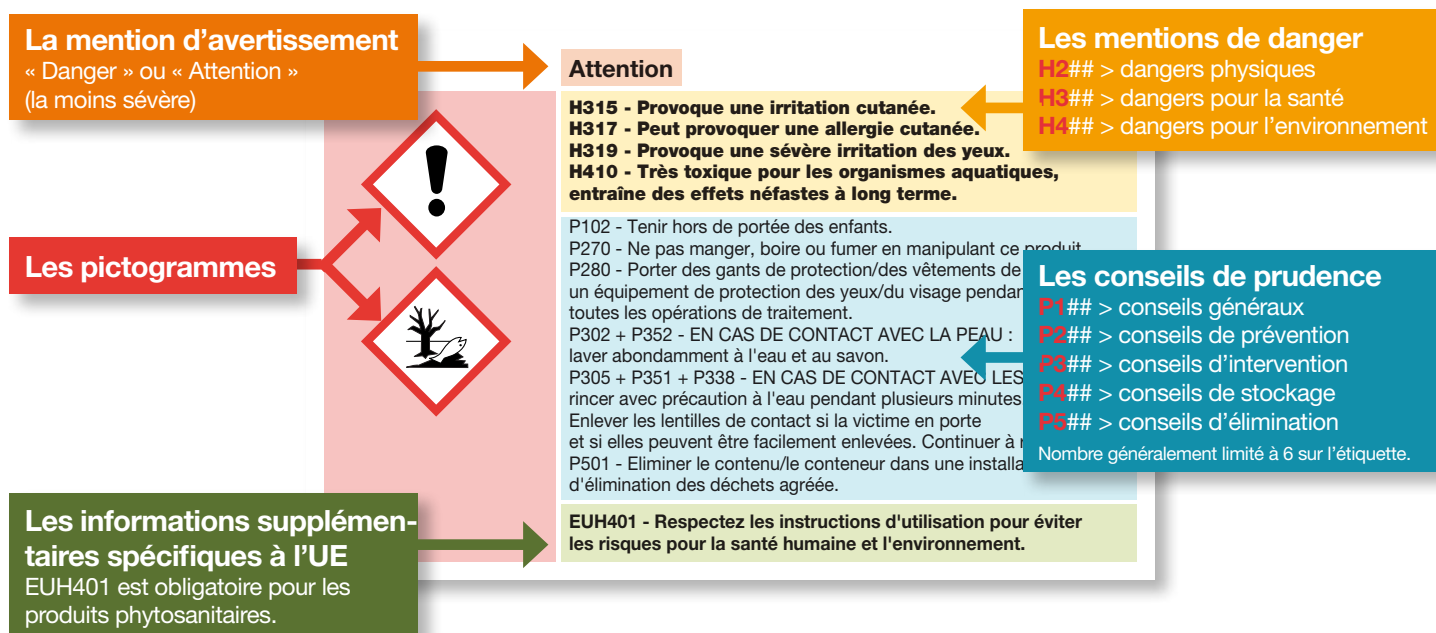 La mention d'avertissement
« Danger » ou « Attention »
(la moins sévère)
Les pictogrammes
Les informations supplémen-
taires spécifiques à l'UE
EUH401 est obligatoire pour les
produits phytosanitaires.
Attention
H315 - Provoque une irritation cutanée.
H317 - Peut provoquer une allergie cutanée.
H319 - Provoque une sévère irritation des yeux.
H410 - Très toxique pour les organismes aquatiques,
entraîne des effets néfastes à long terme.
P102 - Tenir hors de portée des enfants.
P270 - Ne pas manger, boire ou fumer en manipulant ce produit
P280 - Porter des gants de protection/des vêtements de
un équipement de protection des yeux/du visage pendan
toutes les opérations de traitement.
P302 + P352 - EN CAS DE CONTACT AVEC LA PEAU :
laver abondamment à l'eau et au savon.
P305 + P351 + P338 - EN CAS DE CONTACT AVEC LES
rincer avec précaution à l'eau pendant plusieurs minutes
Enlever les lentilles de contact si la victime en porte
et si elles peuvent être facilement enlevées. Continuer à
P501 - Eliminer le contenu/le conteneur dans une installa
d'élimination des déchets agréée.
EUH401 - Respectez les instructions d'utilisation pour éviter
les risques pour la santé humaine et l'environnement.
Les mentions de danger
H2## > dangers physiques
H3## > dangers pour la santé
H4## > dangers pour l'environnement
Les conseils de prudence
P1## > conseils généraux
P2## > conseils de prévention
P3## > conseils d'intervention
P4## > conseils de stockage
P5## > conseils d'élimination
Nombre généralement limité à 6 sur l'étiquette.